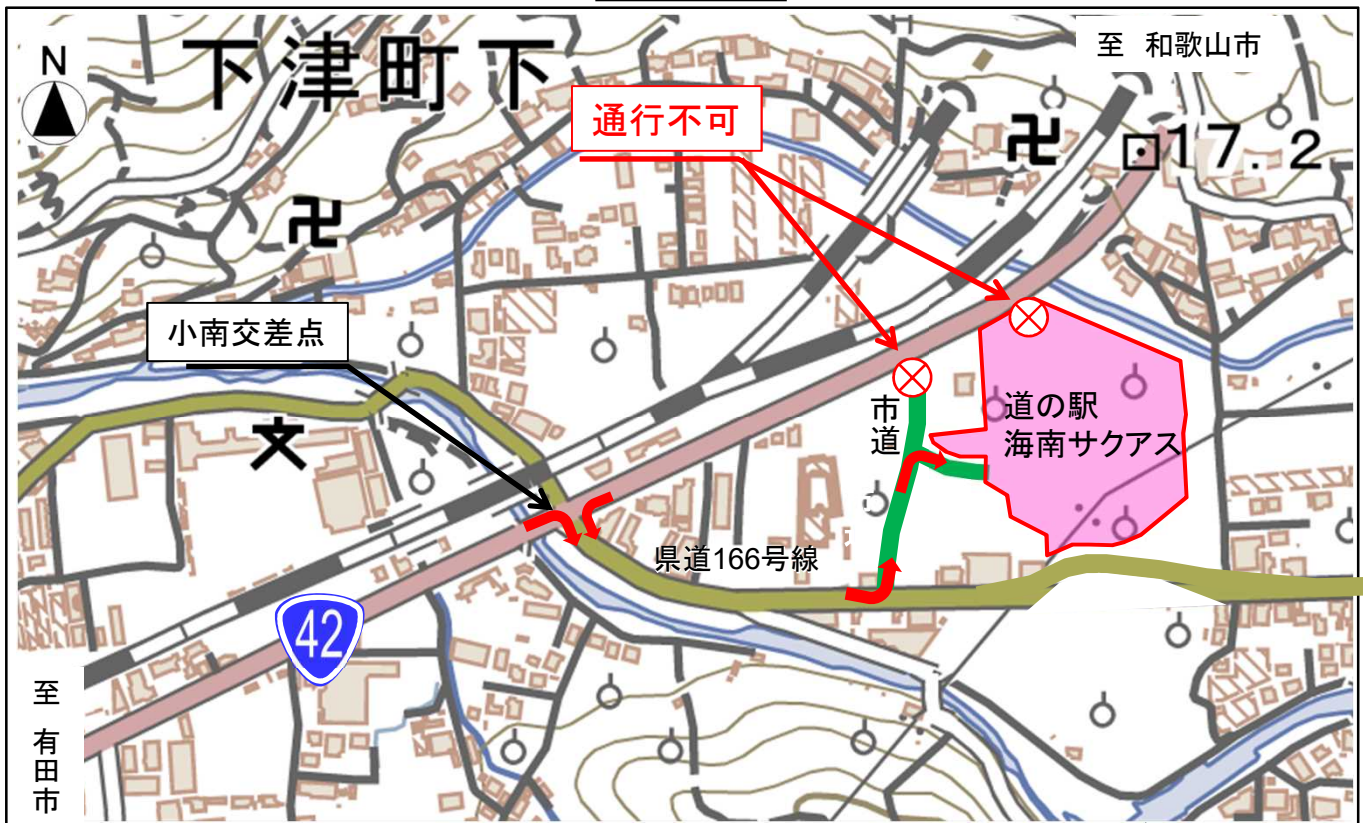 N
下津町下
至 和歌山市
通行不可
17.2
小南交差点
道の駅
海南サクアス
市道
県道166号線
42
至 有田市